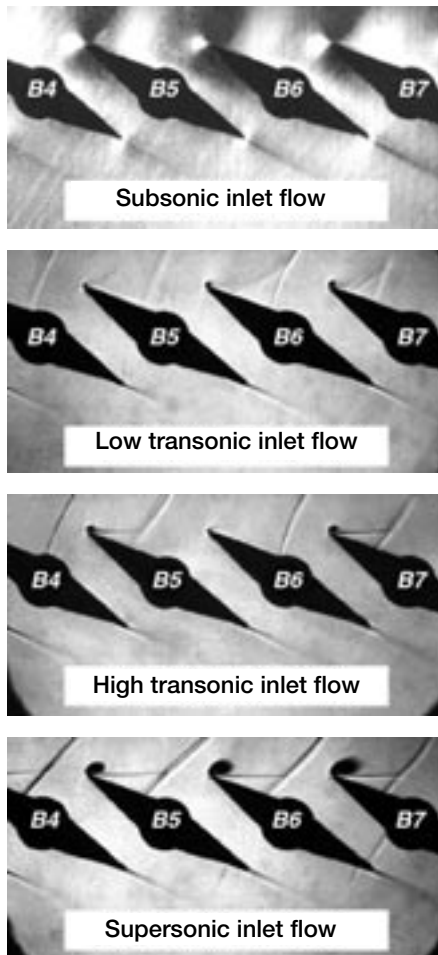 B4 B5 B6 B7
Subsonic inlet flow
B4 B5 B6 B7
Low transonic inlet flow
B4 B5 B6 B7
High transonic inlet flow
B4 B5 B6 B7
Supersonic inlet flow